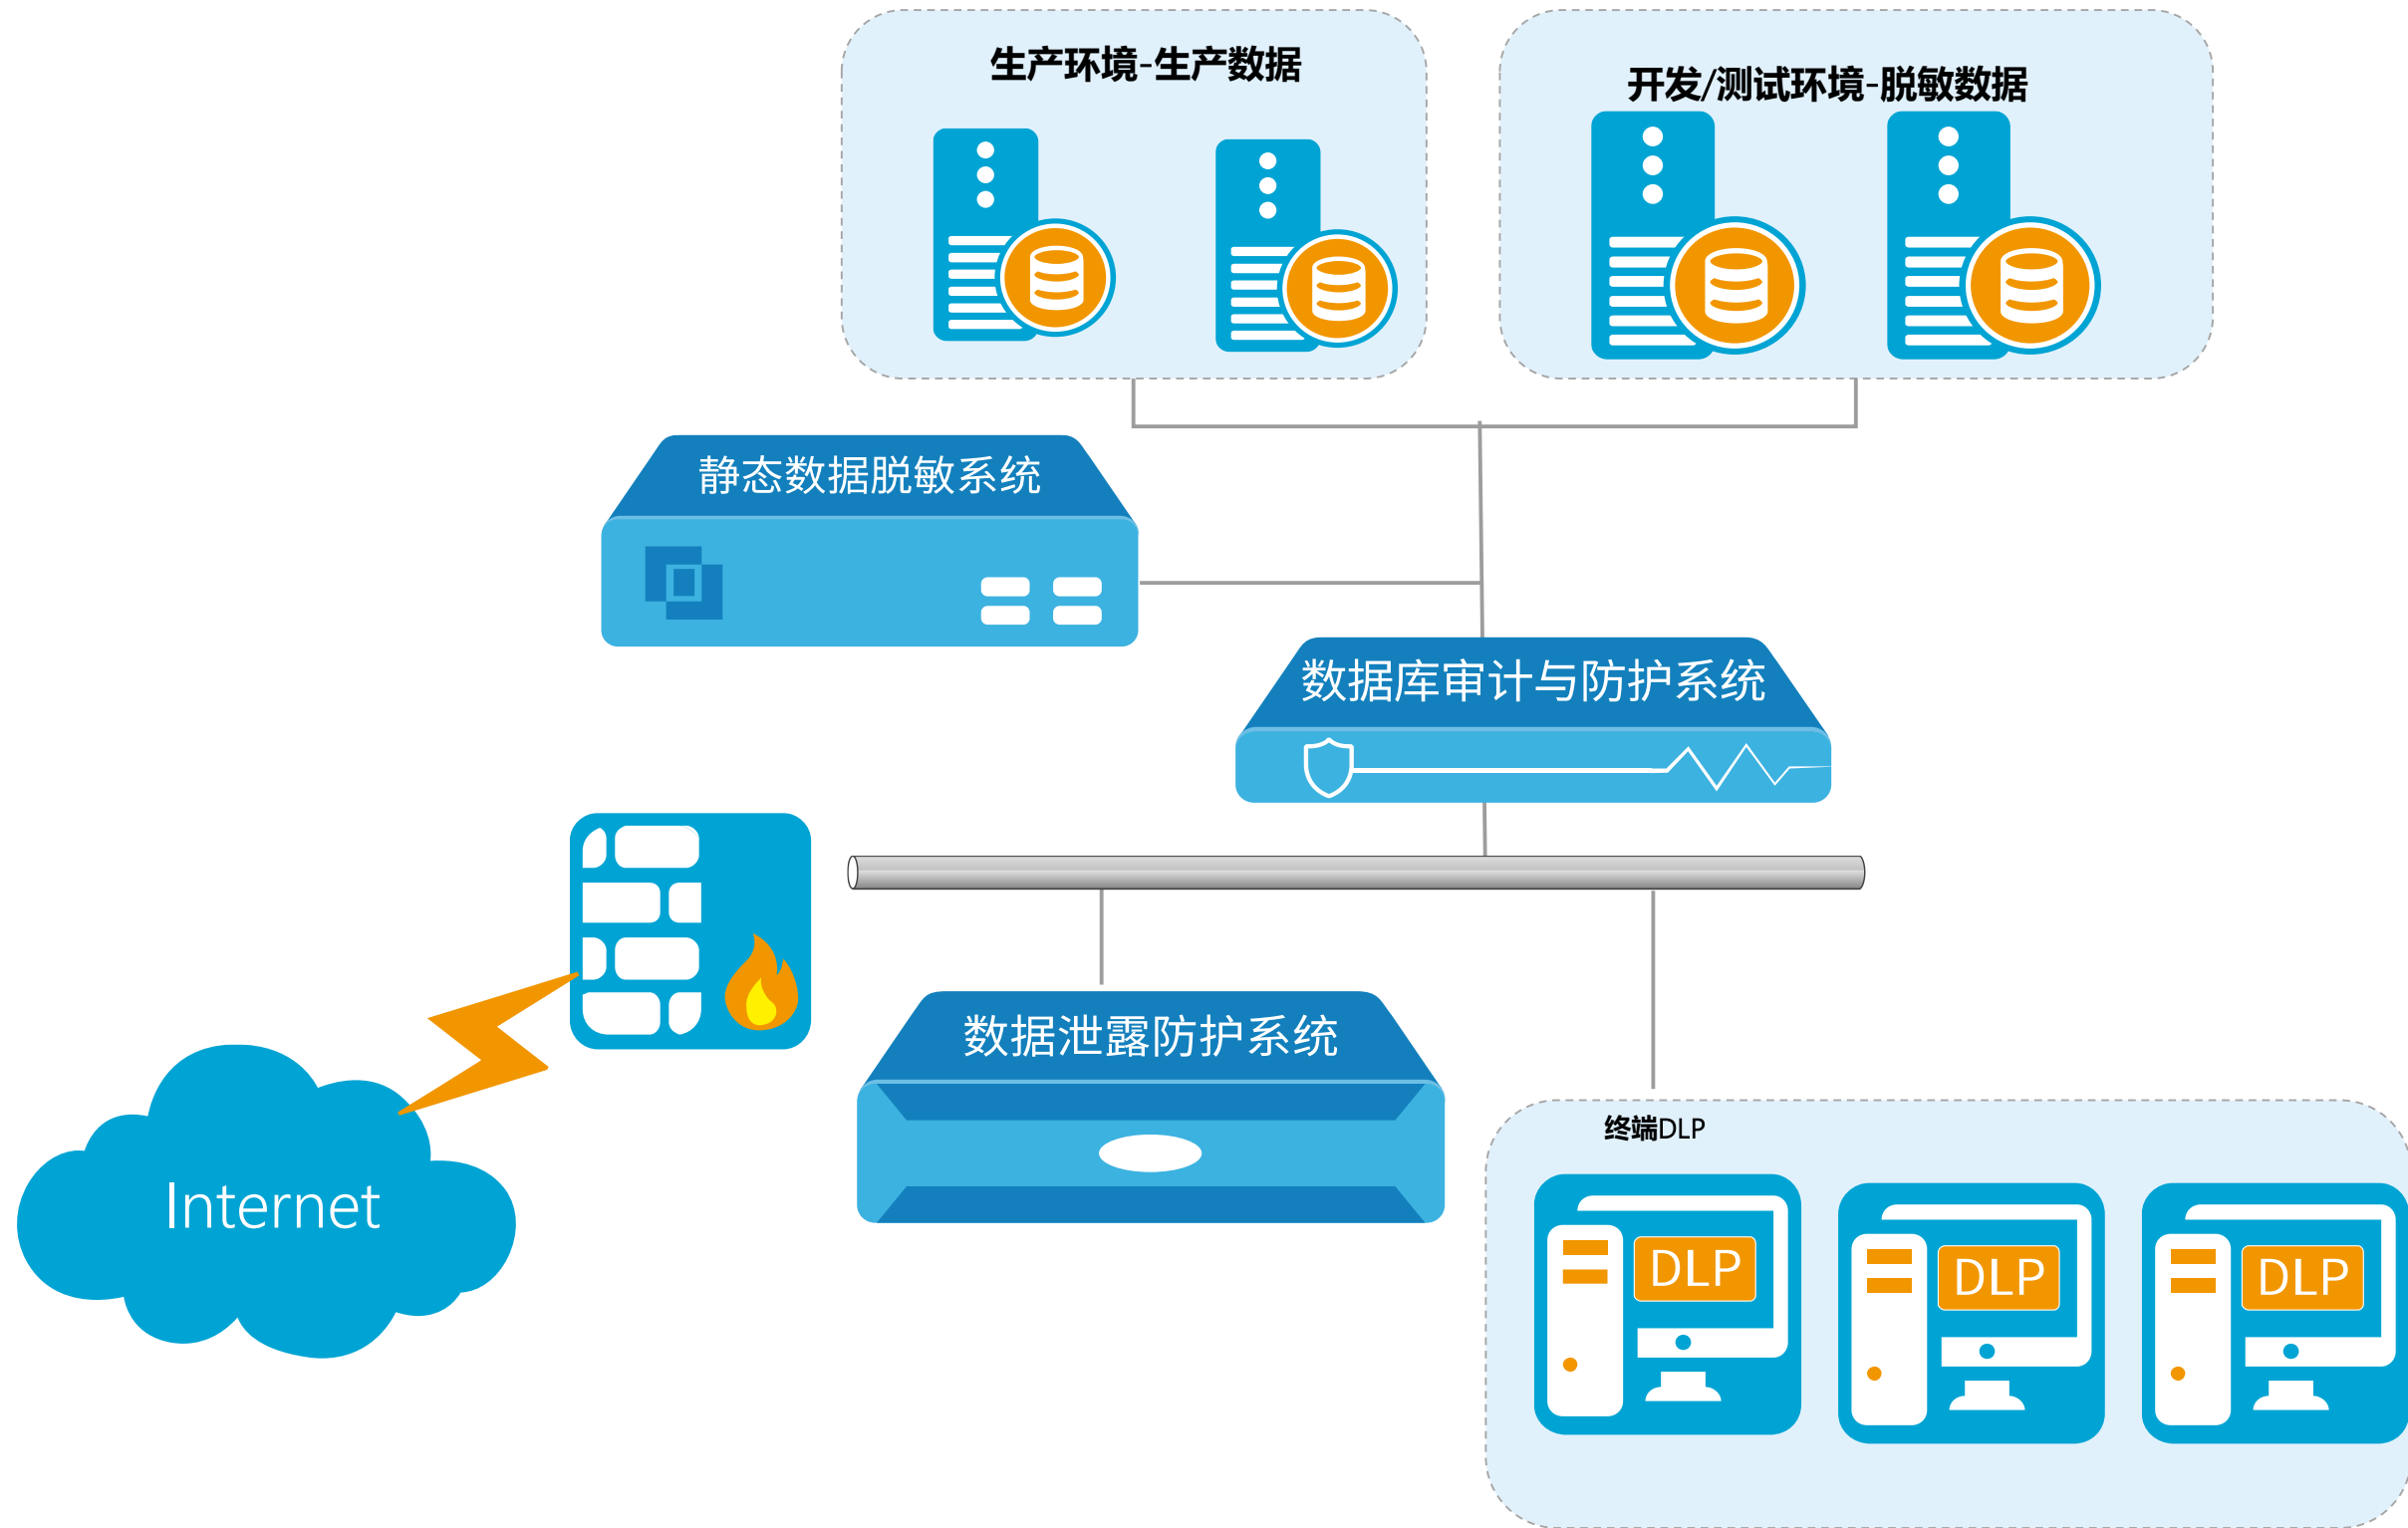 生产环境-生产数据
开发/测试环境-脱敏数据
静态数据脱敏系统
数据库审计与防护系统
数据泄露防护系统
Internet
终端DLP
DLP
DLP
DLP